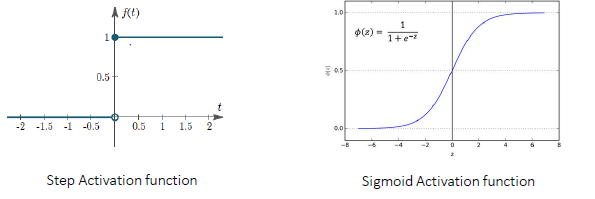 f(t)
1
0.5
t
-2 -1.5 -1 -0.5 0.5 1 1.5 2
Step Activation function
1.0
ϕ(z) = 1 / 1 + e^{-z}
0.5
0.0
-8 -6 -4 -2 0 2 4 6 8
z
Sigmoid Activation function